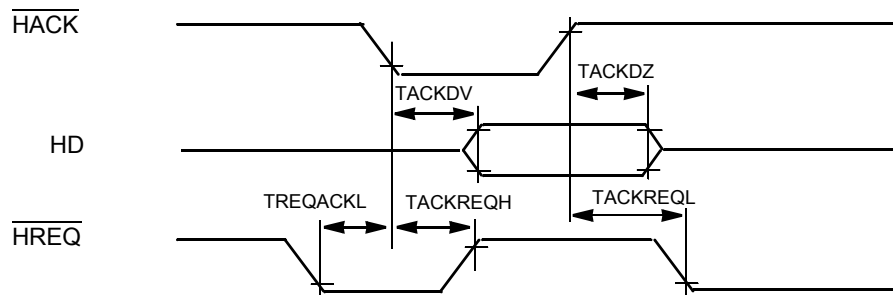 HACK
TACKDV
TACKDZ
HD
TREQACKL
TACKREQH
TACKREQL
HREQ